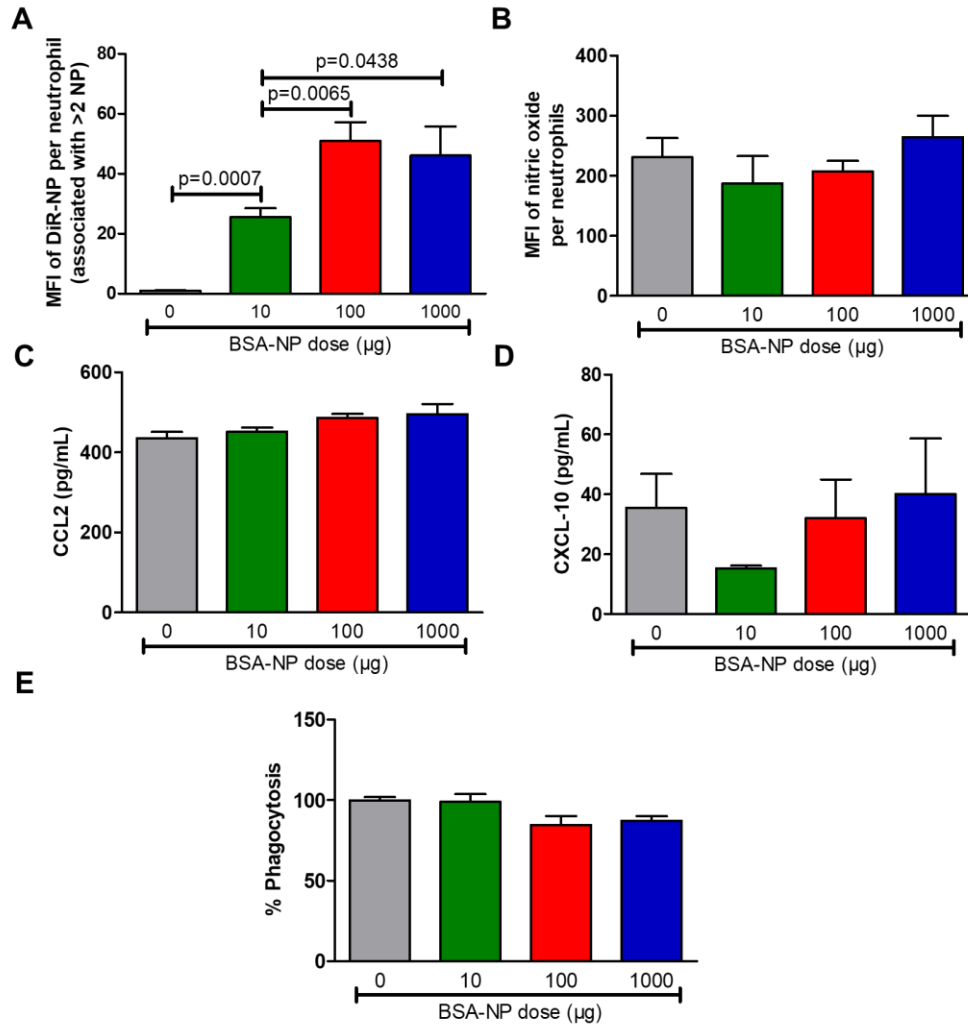 A
MFI of DiR-NP per neutrophil
(associated with >2 NP)
80
60
40
20
0
p=0.0438
p=0.0065
p=0.0007
0 10 100 1000
BSA-NP dose (µg)
B
MFI of nitric oxide
per neutrophils
400
300
200
100
0
0 10 100 1000
BSA-NP dose (µg)
C
CCL2 (pg/mL)
600
400
200
0
0 10 100 1000
BSA-NP dose (µg)
D
CXCL-10 (pg/mL)
80
60
40
20
0
0 10 100 1000
BSA-NP dose (µg)
E
% Phagocytosis
150
100
50
0
0 10 100 1000
BSA-NP dose (µg)